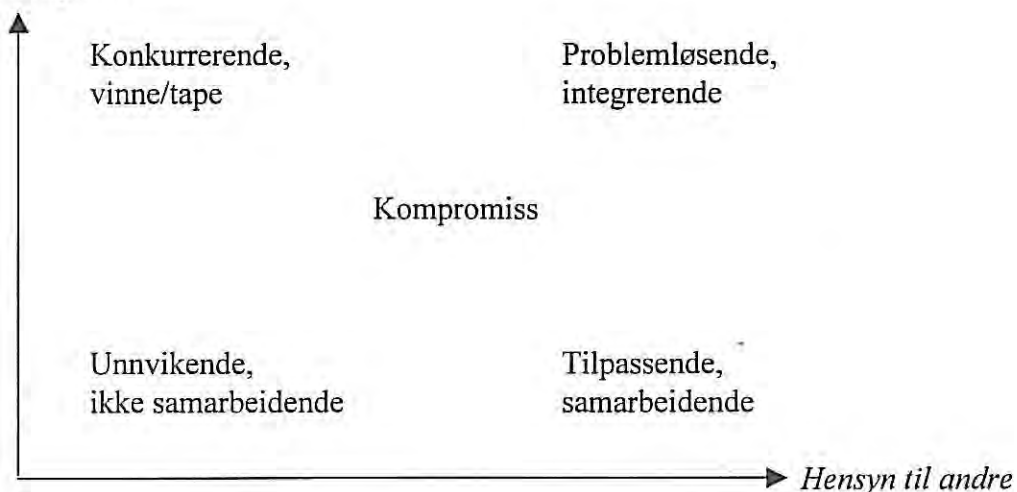 Konkurrerende,
vinne/tape
Problemløsende,
integrerende
Kompromiss
Unnvikende,
ikke samarbeidende
Tilpassende,
samarbeidende
Hensyn til andre